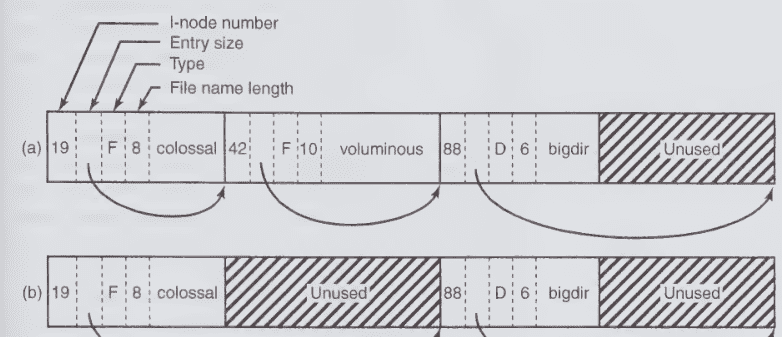 I-node number
Entry size
Type
File name length
(a) 19 F 8 colossal 42 F 10 voluminous 88 D 6 bigdir Unused
(b) 19 F 8 colossal Unused 88 D 6 bigdir Unused